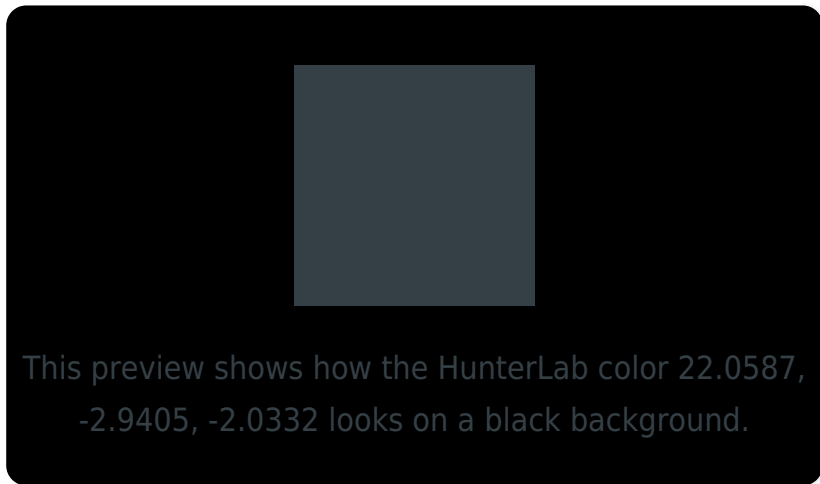 This preview shows how the HunterLab color 22.0587,
-2.9405, -2.0332 looks on a black background.